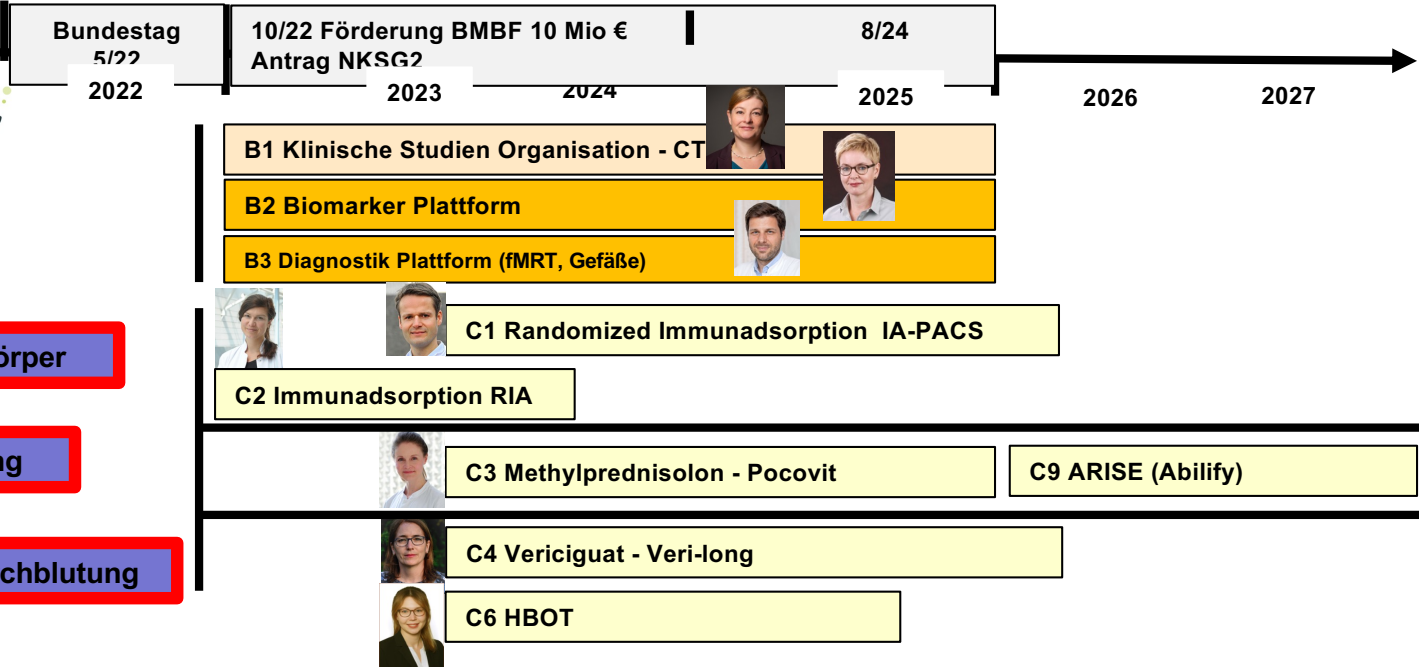 Bundestag
5/22
10/22 Förderung BMBF 10 Mio €
8/24
Antrag NKSG2
2022
2023
2024
2025
2026
2027
B1 Klinische Studien Organisation - CT
B2 Biomarker Plattform
B3 Diagnostik Plattform (fMRT, Gefäße)
C1 Randomized Immunadsorption IA-PACS
örper
C2 Immunadsorption RIA
ng
C3 Methylprednisolon - Pocovit
C9 ARISE (Abilify)
C4 Vericiguat - Veri-long
chblutung
C6 HBOT